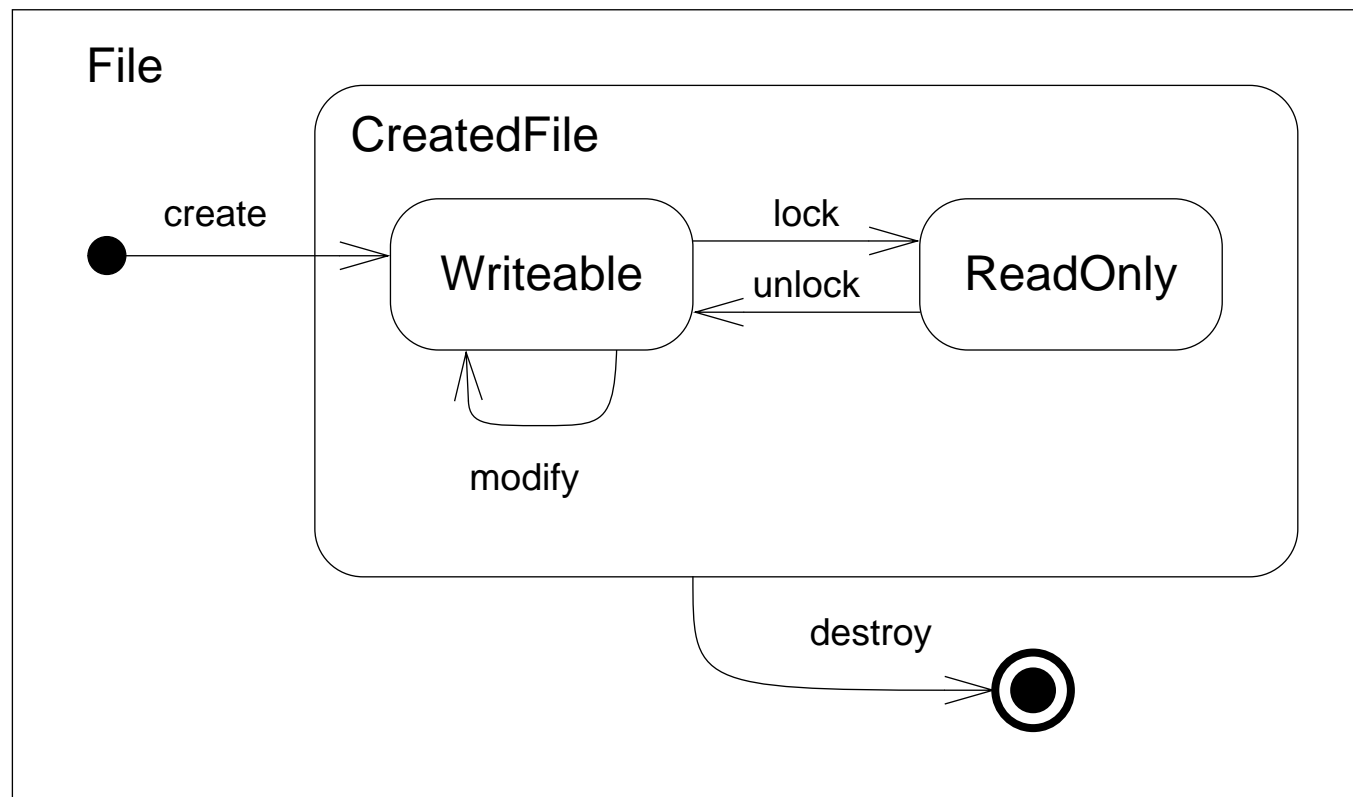 File
CreatedFile
create
lock
Writeable
unlock
ReadOnly
modify
destroy